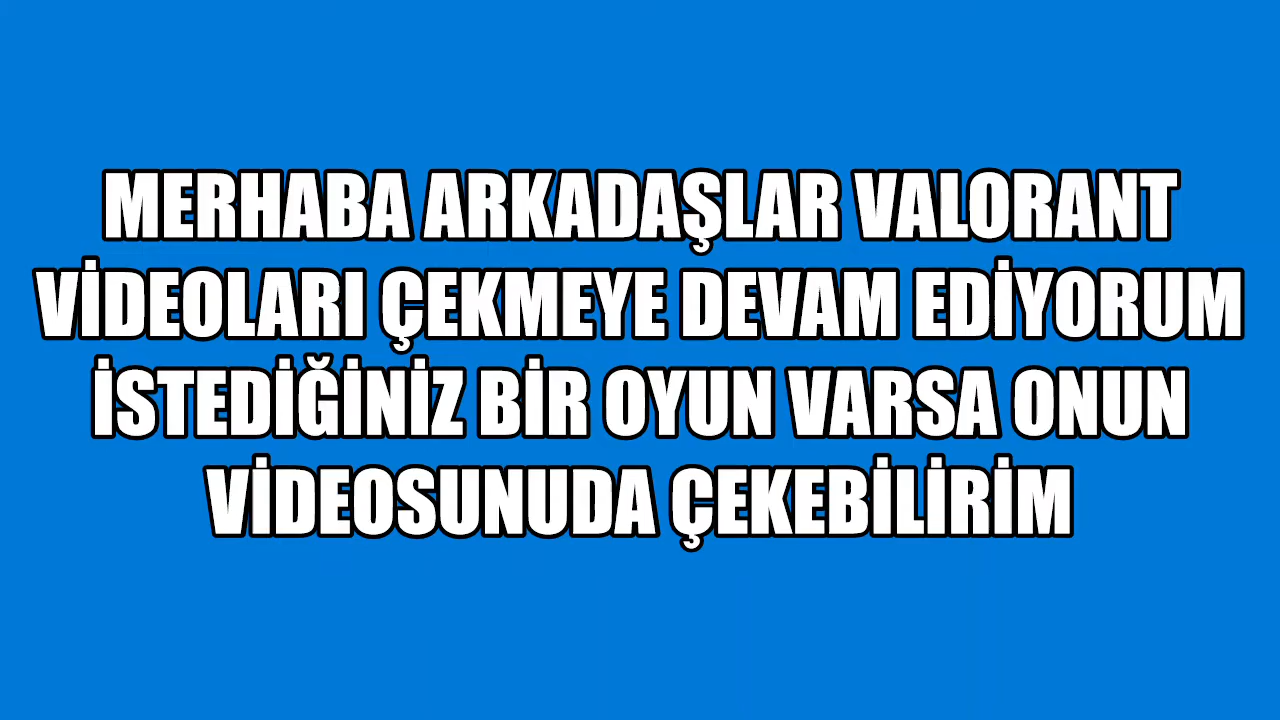 MERHABA ARKADAŞLAR VALORANT
VİDEOLARI ÇEKMEYE DEVAM EDİYORUM
İSTEDİĞİNİZ BİR OYUN VARSA ONUN
VİDEOSUNUDA ÇEKEBİLİRİM